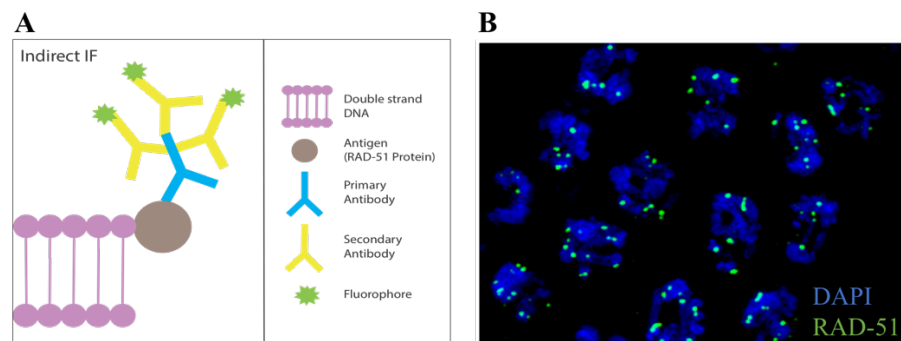 A
B
Indirect IF
Double strand
DNA
Antigen
(RAD-51 Protein)
Primary
Antibody
Secondary
Antibody
Fluorophore
DAPI
RAD-51